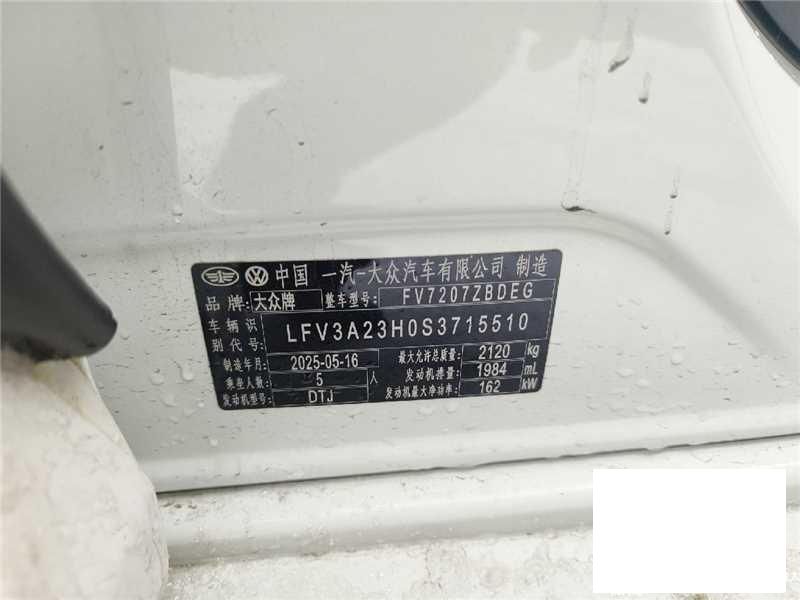 中国 一汽-大众汽车有限公司 制造
品牌: 大众牌 整车型号: FV7207ZBDEG
车辆识别代号: LFV3A23H0S3715510
制造年月: 2025-05-16 最大允许总质量: 2120 kg
乘坐人数: 5 人 发动机排量: 1984 mL
发动机型号: DTJ 发动机最大净功率: 162 kW